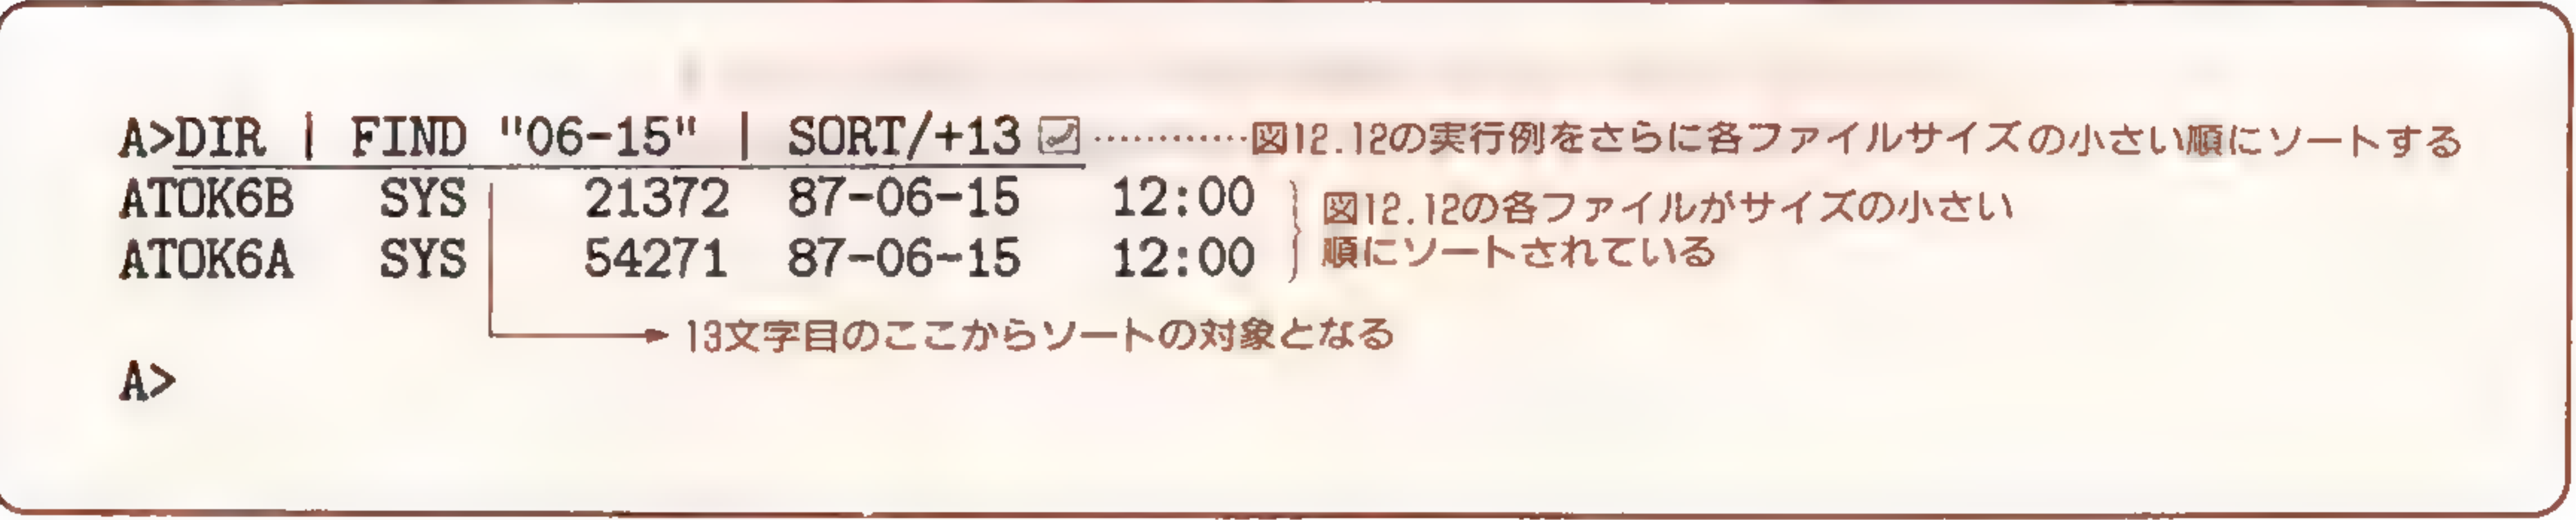 A>DIR | FIND "06-15" | SORT/+13 ············図12.12の実行例をさらに各ファイルサイズの小さい順にソートする
ATOK6B   SYS     21372  87-06-15   12:00
ATOK6A   SYS     54271  87-06-15   12:00
図12.12の各ファイルがサイズの小さい
順にソートされている
13文字目のここからソートの対象となる
A>